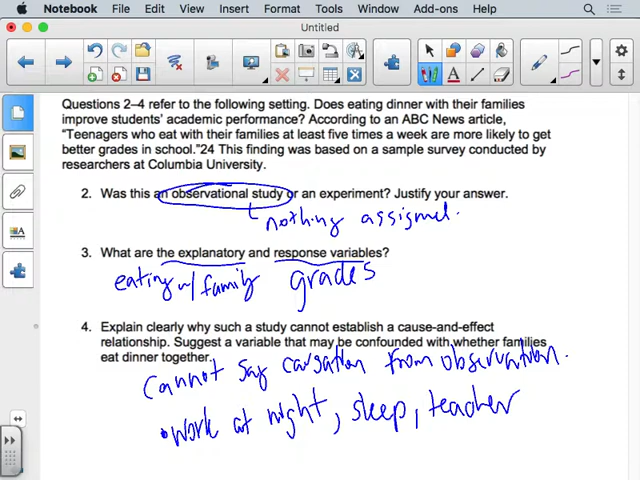 Notebook File Edit View Insert Format Tools Window Add-ons Help
Untitled
Questions 2–4 refer to the following setting. Does eating dinner with their families
improve students' academic performance? According to an ABC News article,
"Teenagers who eat with their families at least five times a week are more likely to get
better grades in school."24 This finding was based on a sample survey conducted by
researchers at Columbia University.
2. Was this an observational study or an experiment? Justify your answer.
nothing assigned.
3. What are the explanatory and response variables?
eating w/ family grades
4. Explain clearly why such a study cannot establish a cause-and-effect
relationship. Suggest a variable that may be confounded with whether families
eat dinner together.
Cannot say causation from observation.
• work at night, sleep, teacher